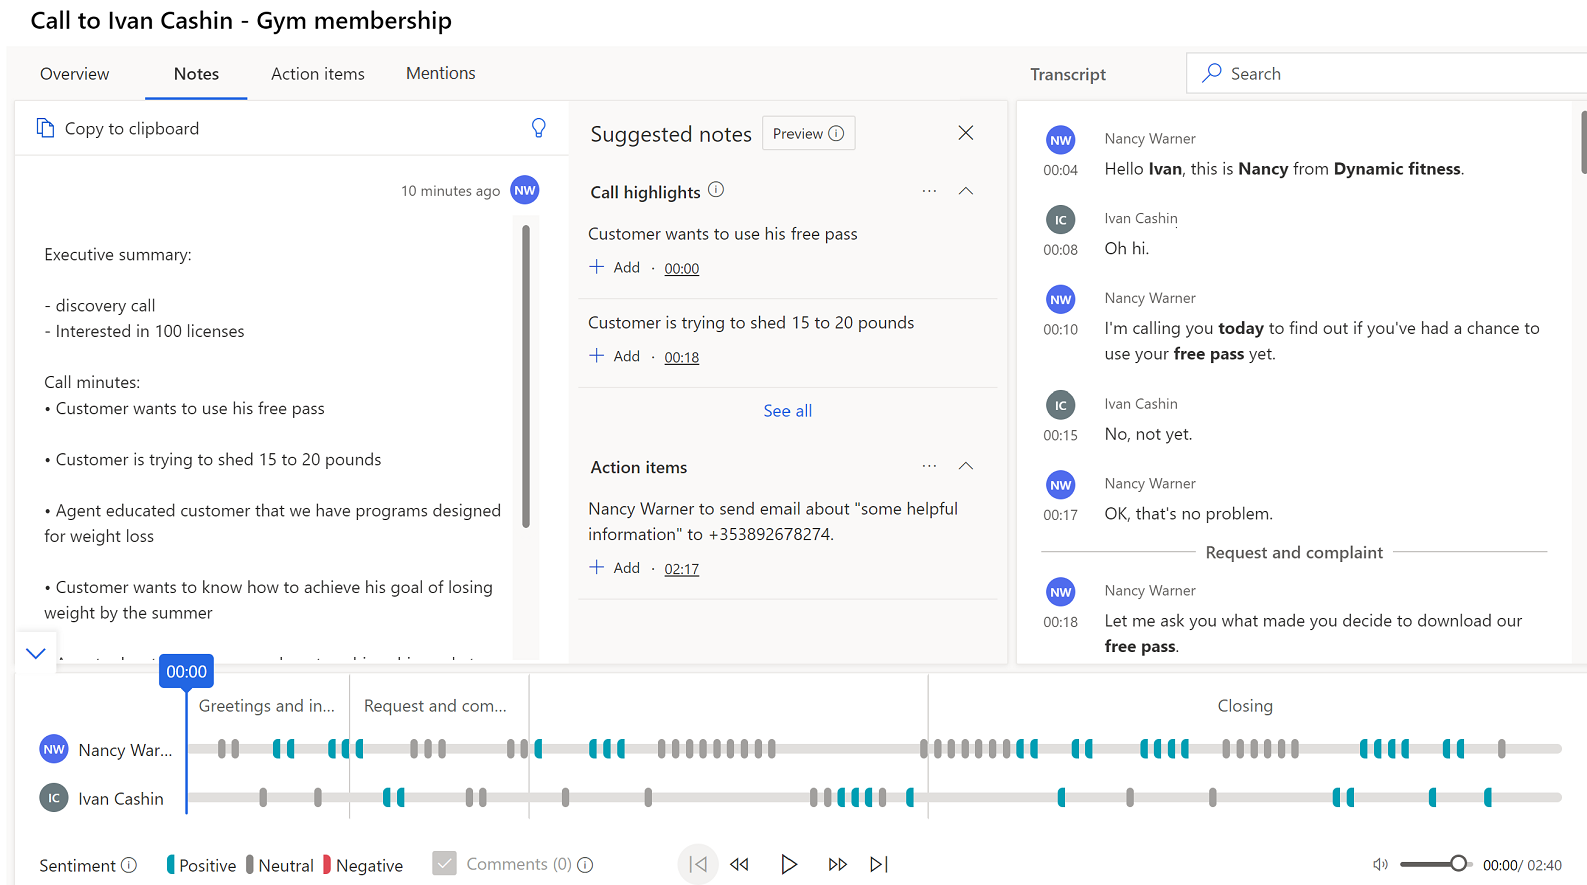 Call to Ivan Cashin - Gym membership
Overview
Notes
Action items
Mentions
Copy to clipboard
10 minutes ago NW
Executive summary:
- discovery call
- Interested in 100 licenses
Call minutes:
• Customer wants to use his free pass
• Customer is trying to shed 15 to 20 pounds
• Agent educated customer that we have programs designed
for weight loss
• Customer wants to know how to achieve his goal of losing
weight by the summer
Suggested notes Preview
Call highlights
Customer wants to use his free pass
+ Add · 00:00
Customer is trying to shed 15 to 20 pounds
+ Add · 00:18
See all
Action items
Nancy Warner to send email about "some helpful
information" to +353892678274.
+ Add · 02:17
Transcript
Search
NW Nancy Warner
00:04 Hello Ivan, this is Nancy from Dynamic fitness.
IC Ivan Cashin
00:08 Oh hi.
NW Nancy Warner
00:10 I'm calling you today to find out if you've had a chance to
use your free pass yet.
IC Ivan Cashin
00:15 No, not yet.
NW Nancy Warner
00:17 OK, that's no problem.
Request and complaint
NW Nancy Warner
00:18 Let me ask you what made you decide to download our
free pass.
00:00
Greetings and in...
Request and com...
Closing
NW Nancy War...
IC Ivan Cashin
Sentiment
Positive
Neutral
Negative
Comments (0)
00:00/ 02:40